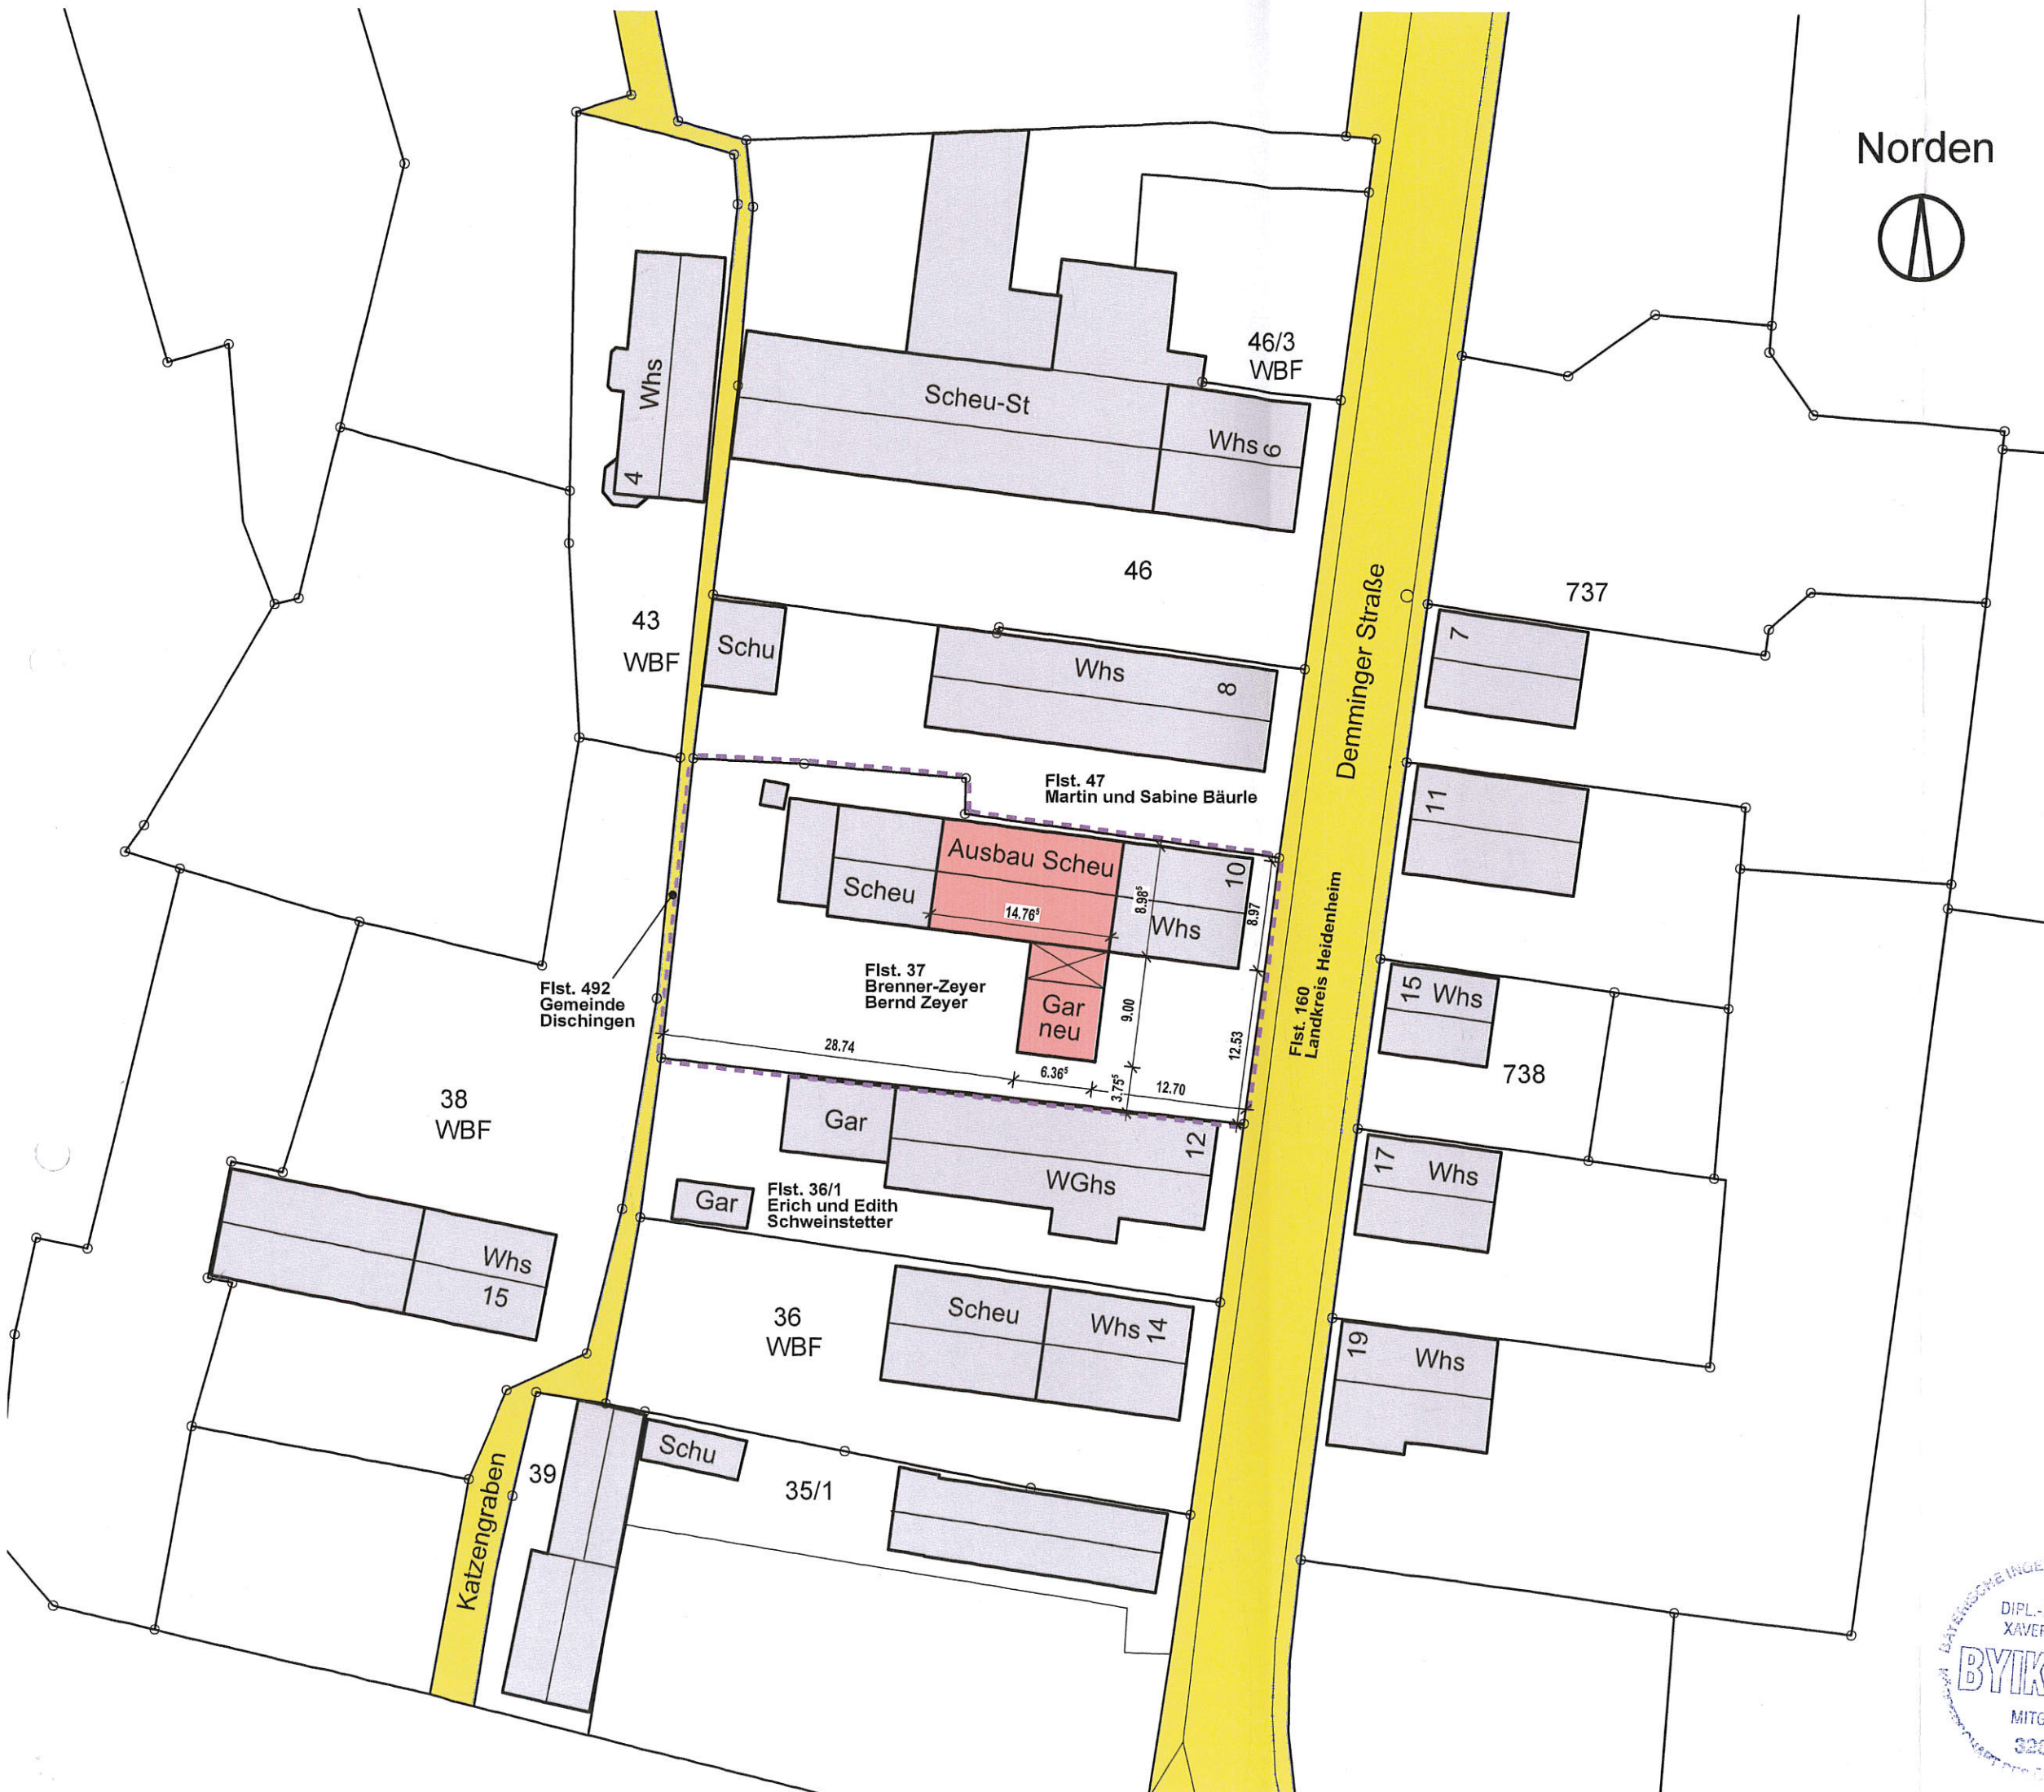 Norden
46/3
WBF
Whs
4
Scheu-St
Whs 6
46
737
43
WBF
Schu
Whs
8
7
Demminger Straße
Flst. 47
Martin und Sabine Bäurle
11
Ausbau Scheu
10
Scheu
14.76⁵
8.98⁵
Whs
8.97
Flst. 160
Landkreis Heidenheim
Flst. 37
Brenner-Zeyer
Bernd Zeyer
Flst. 492
Gemeinde
Dischingen
15 Whs
Gar
neu
9.00
12.53
28.74
6.36⁵
3.75⁵
12.70
738
38
WBF
Gar
12
WGhs
17 Whs
Gar
Flst. 36/1
Erich und Edith
Schweinstetter
Whs
15
36
WBF
Scheu
Whs 14
19
Whs
Schu
39
35/1
Katzengraben
DIPL.-
MITG